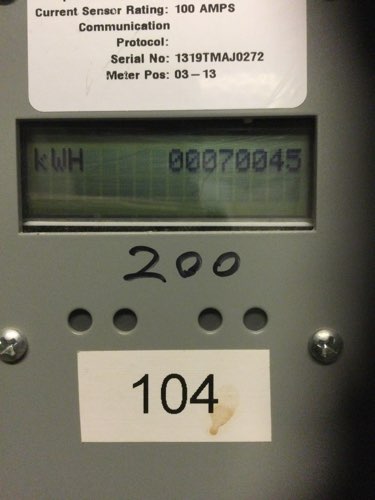 Current Sensor Rating: 100 AMPS
Communication
Protocol:
Serial No: 1319TMAJ0272
Meter Pos: 03-13
kWH 00070045
200
104